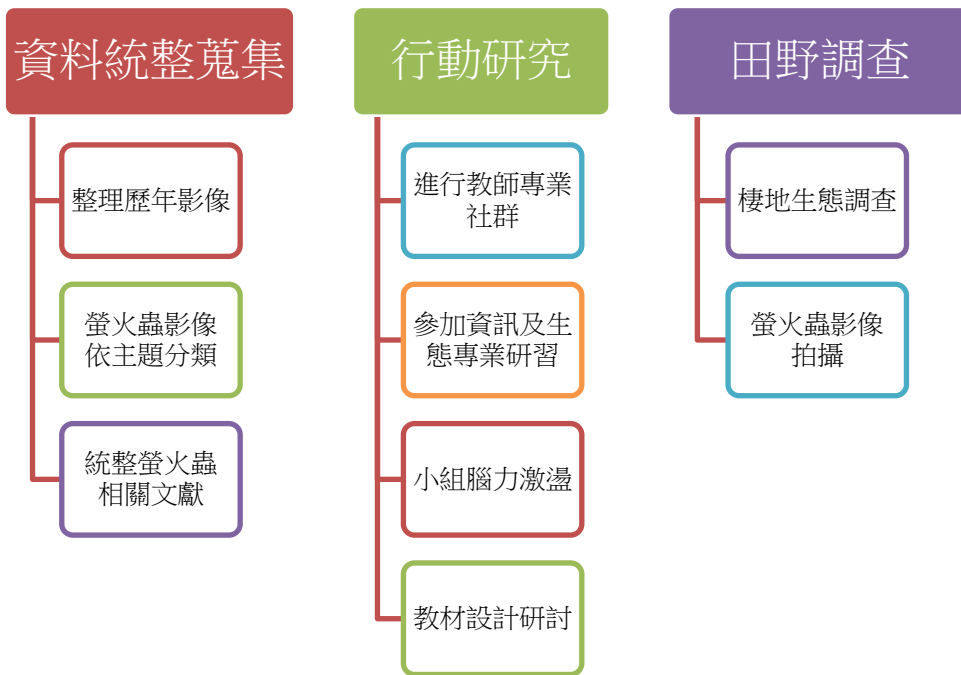 資料統整蒐集
整理歷年影像
螢火蟲影像
依主題分類
統整螢火蟲
相關文獻
行動研究
進行教師專業
社群
參加資訊及生
態專業研習
小組腦力激盪
教材設計研討
田野調查
棲地生態調查
螢火蟲影像
拍攝